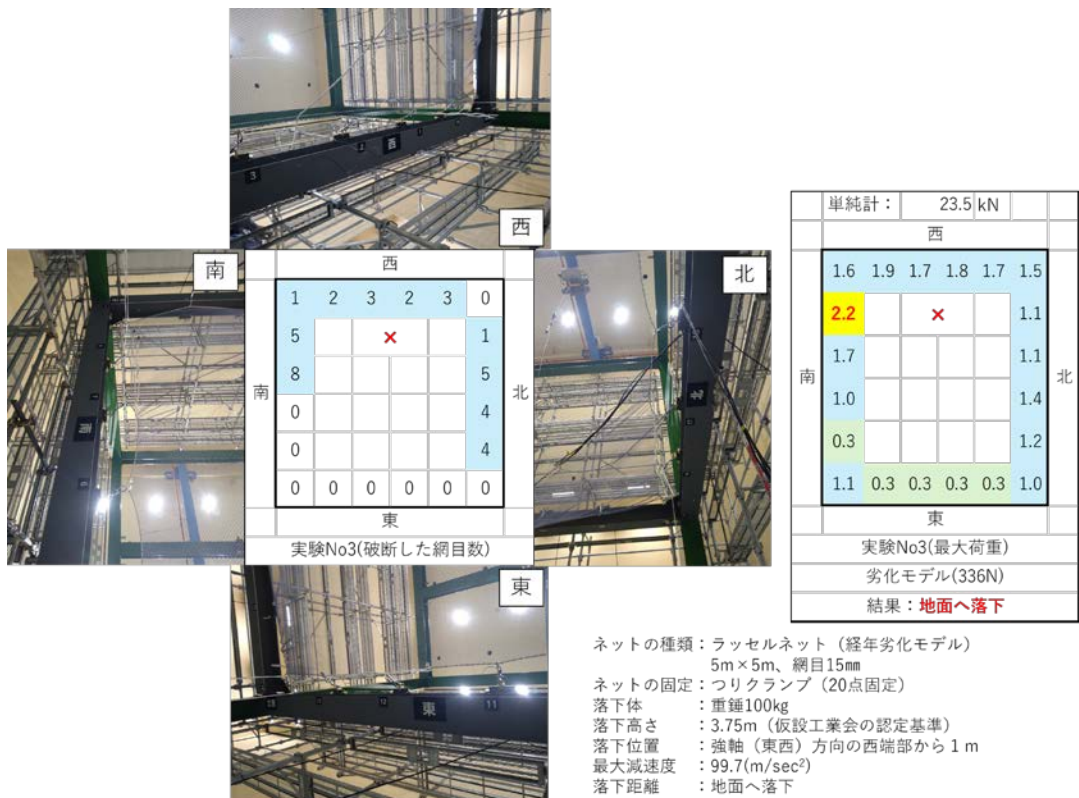 西
3
西
南
南
西
1 2 3 2 3 0
5 × 1
8 5
南
北
0 4
0 4
0 0 0 0 0 0
東
実験No3(破断した網目数)
北
北
単純計： 23.5 kN
西
1.6 1.9 1.7 1.8 1.7 1.5
2.2 × 1.1
1.7 1.1
南
北
1.0 1.4
0.3 1.2
1.1 0.3 0.3 0.3 0.3 1.0
東
実験No3(最大荷重)
劣化モデル(336N)
結果：地面へ落下
東
東
11
ネットの種類：ラッセルネット（経年劣化モデル）
5m×5m、網目15㎜
ネットの固定：つりクランプ（20点固定）
落下体 ：重錘100kg
落下高さ ：3.75m（仮設工業会の認定基準）
落下位置 ：強軸（東西）方向の西端部から１ｍ
最大減速度 ：99.7(m/sec²)
落下距離 ：地面へ落下